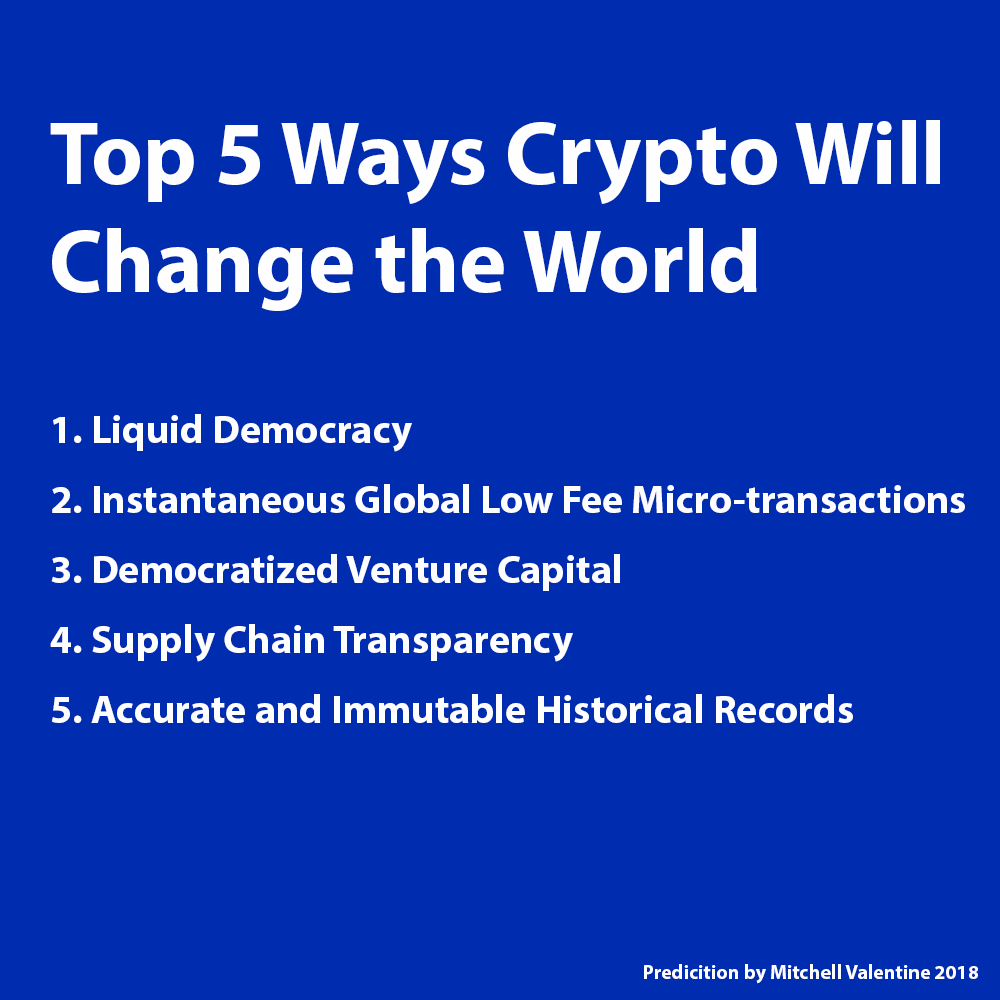 Top 5 Ways Crypto Will
Change the World
1. Liquid Democracy
2. Instantaneous Global Low Fee Micro-transactions
3. Democratized Venture Capital
4. Supply Chain Transparency
5. Accurate and Immutable Historical Records
Predicition by Mitchell Valentine 2018